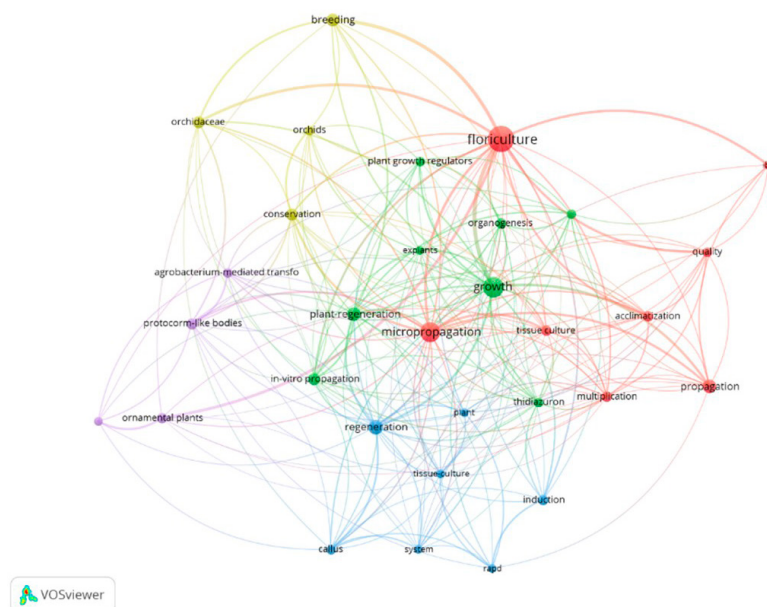 breeding
orchidaceae
orchids
floriculture
plant growth regulators
conservation
organogenesis
explants
quality
agrobacterium-mediated transfo
growth
plant-regeneration
acclimatization
protocorm-like bodies
micropropagation
tissue culture
in-vitro propagation
propagation
multiplication
thidiazuron
plant
ornamental plants
regeneration
tissue-culture
induction
callus
system
rapd
VOSviewer